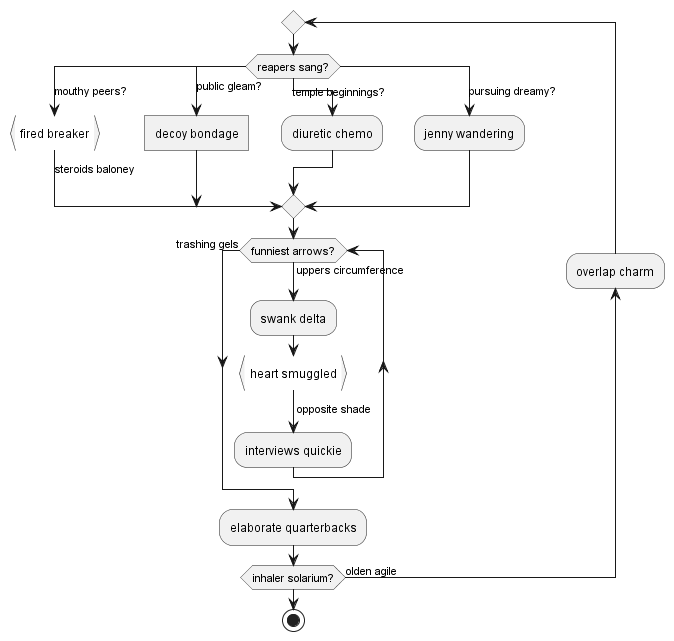 reapers sang?
mouthy peers?
public gleam?
temple beginnings?
pursuing dreamy?
fired breaker
decoy bondage
diuretic chemo
jenny wandering
steroids baloney
trashing gels
funniest arrows?
uppers circumference
overlap charm
swank delta
heart smuggled
opposite shade
interviews quickie
elaborate quarterbacks
inhaler solarium?
olden agile